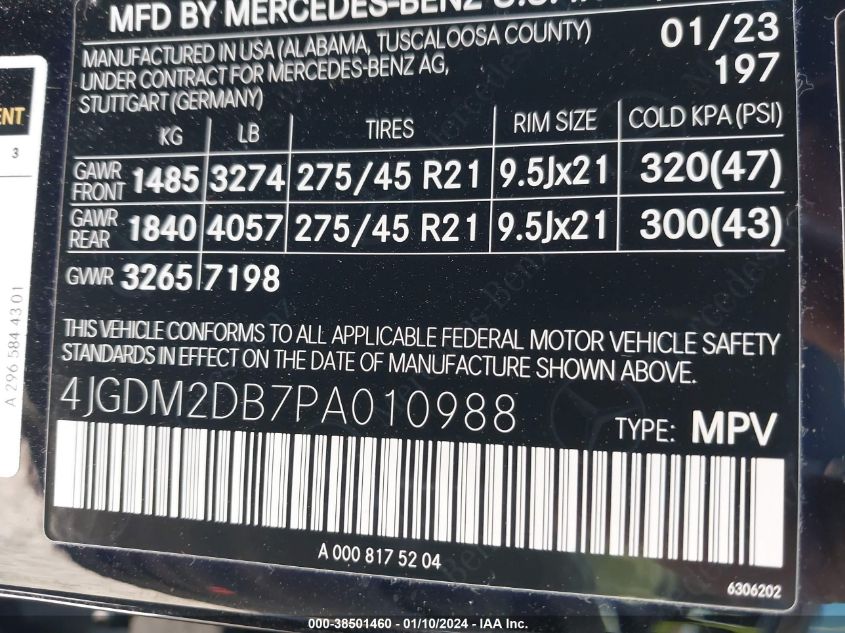 MFD BY MERCEDES-BENZ U.S.
01/23
MANUFACTURED IN USA (ALABAMA, TUSCALOOSA COUNTY)
UNDER CONTRACT FOR MERCEDES-BENZ AG,
STUTTGART (GERMANY)
197
KG LB TIRES RIM SIZE COLD KPA (PSI)
GAWR FRONT 1485 3274 275/45 R21 9.5Jx21 320(47)
GAWR REAR 1840 4057 275/45 R21 9.5Jx21 300(43)
GVWR 3265 7198
THIS VEHICLE CONFORMS TO ALL APPLICABLE FEDERAL MOTOR VEHICLE SAFETY
STANDARDS IN EFFECT ON THE DATE OF MANUFACTURE SHOWN ABOVE.
4JGDM2DB7PA010988
TYPE: MPV
A 000 817 52 04
6306202
3
A 296 584 43 01
000-38501460 - 01/10/2024 - IAA Inc.